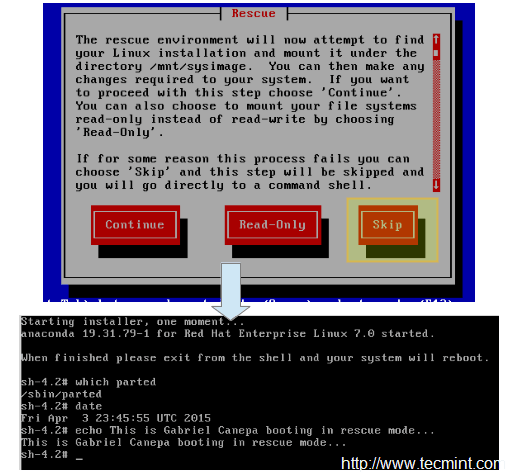 Rescue
The rescue environment will now attempt to find
your Linux installation and mount it under the
directory /mnt/sysimage.  You can then make any
changes required to your system.  If you want
to proceed with this step choose 'Continue'.
You can also choose to mount your file systems
read-only instead of read-write by choosing
'Read-Only'.
If for some reason this process fails you can
choose 'Skip' and this step will be skipped and
you will go directly to a command shell.
Continue
Read-Only
Skip
Starting installer, one moment...
anaconda 19.31.79-1 for Red Hat Enterprise Linux 7.0 started.
When finished please exit from the shell and your system will reboot.
sh-4.2# which parted
/sbin/parted
sh-4.2# date
Fri Apr  3 23:45:55 UTC 2015
sh-4.2# echo This is Gabriel Canepa booting in rescue mode...
This is Gabriel Canepa booting in rescue mode...
sh-4.2# _
http://www.tecmint.com